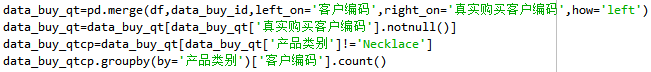 data_buy_qt=pd.merge(df,data_buy_id,left_on='客户编码',right_on='真实购买客户编码',how='left')
data_buy_qt=data_buy_qt[data_buy_qt['真实购买客户编码'].notnull()]
data_buy_qtcp=data_buy_qt[data_buy_qt['产品类别']!='Necklace']
data_buy_qtcp.groupby(by='产品类别')['客户编码'].count()